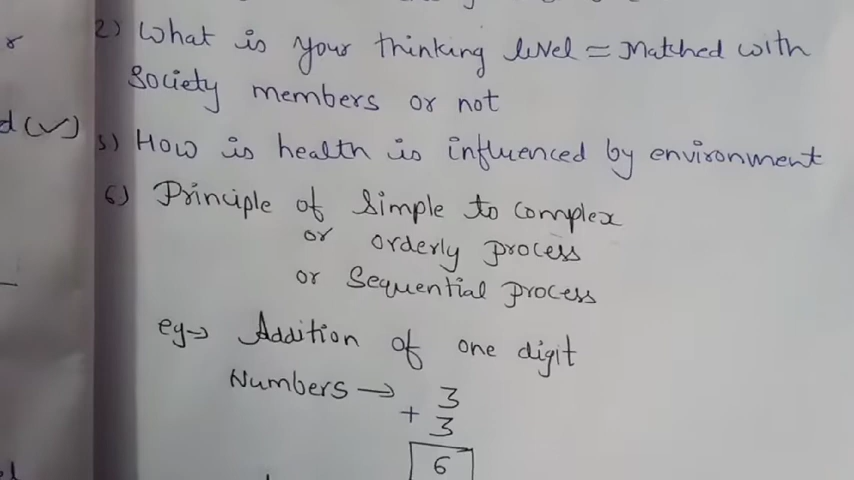 2) What is your thinking level = Matched with
Society members or not
d (✓)
3) How is health is influenced by environment
6) Principle of Simple to Complex
or orderly process
or Sequential process
eg→ Addition of one digit
Numbers → 3
+ 3
6